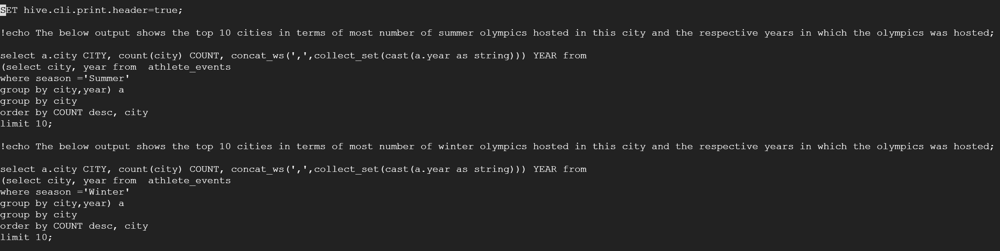 SET hive.cli.print.header=true;
!echo The below output shows the top 10 cities in terms of most number of summer olympics hosted in this city and the respective years in which the olympics was hosted;
select a.city CITY, count(city) COUNT, concat_ws(',',collect_set(cast(a.year as string))) YEAR from
(select city, year from  athlete_events
where season ='Summer'
group by city,year) a
group by city
order by COUNT desc, city
limit 10;
!echo The below output shows the top 10 cities in terms of most number of winter olympics hosted in this city and the respective years in which the olympics was hosted;
select a.city CITY, count(city) COUNT, concat_ws(',',collect_set(cast(a.year as string))) YEAR from
(select city, year from  athlete_events
where season ='Winter'
group by city,year) a
group by city
order by COUNT desc, city
limit 10;